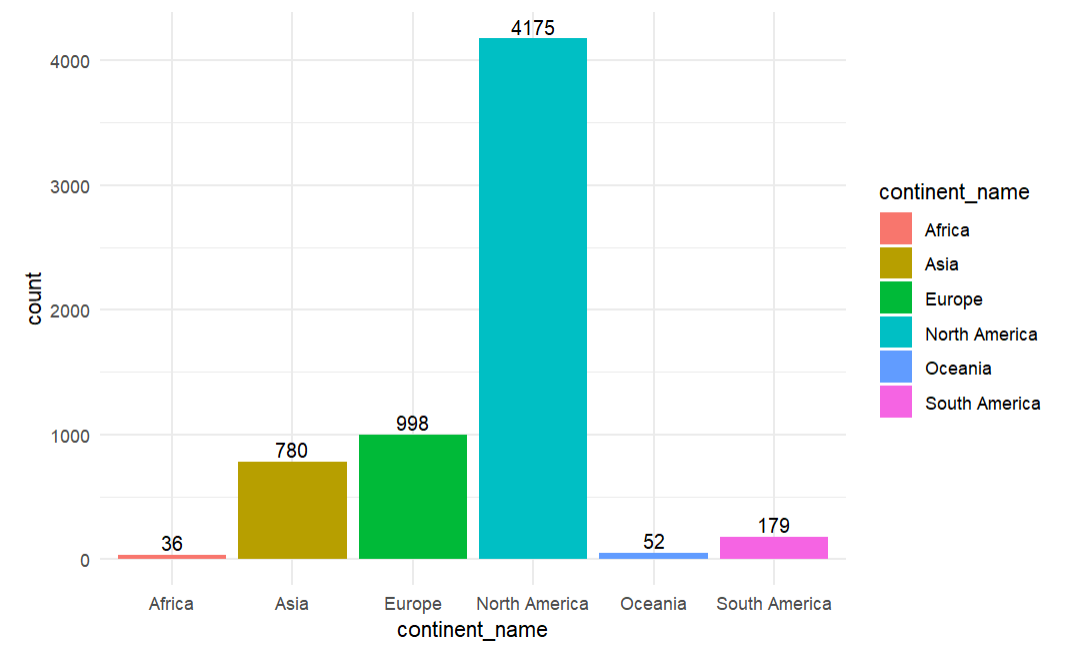 4175
4000
3000
continent_name
Africa
Asia
Europe
North America
Oceania
South America
count
2000
1000
998
780
179
52
36
0
Africa Asia Europe North America Oceania South America
continent_name